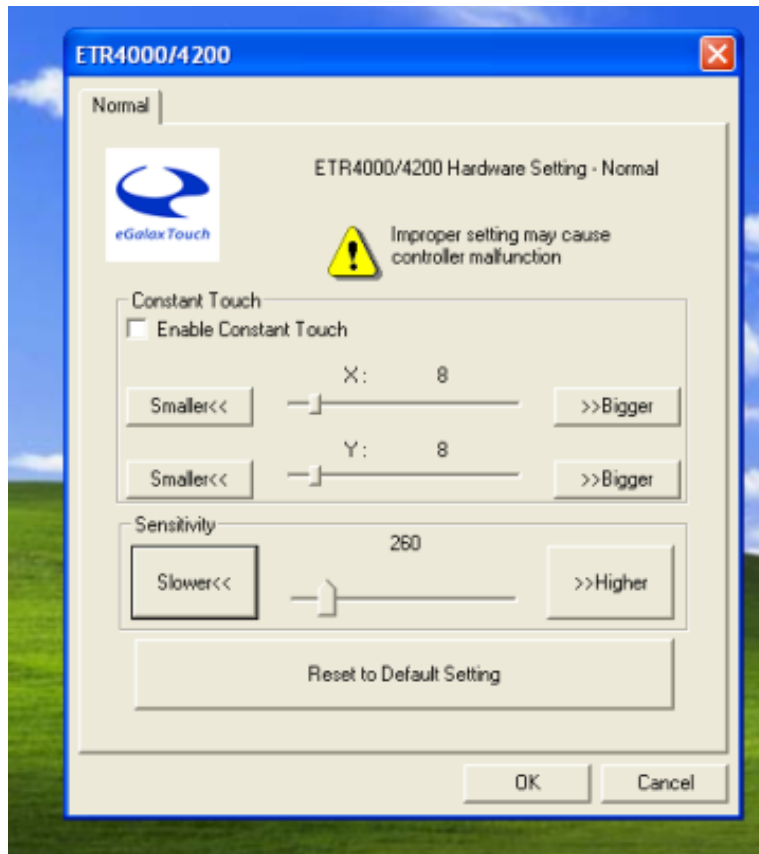 ETR4000/4200
Normal
eGalaxTouch
ETR4000/4200 Hardware Setting - Normal
Improper setting may cause
controller malfunction
Constant Touch
Enable Constant Touch
X: 8
Smaller<< >>Bigger
Y: 8
Smaller<< >>Bigger
Sensitivity
260
Slower<< >>Higher
Reset to Default Setting
OK Cancel